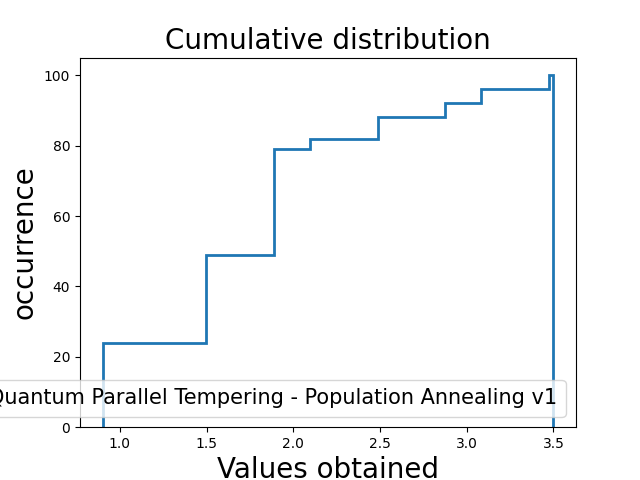 Cumulative distribution
100
80
60
40
20
0
occurrence
Quantum Parallel Tempering - Population Annealing v1
1.0 1.5 2.0 2.5 3.0 3.5
Values obtained